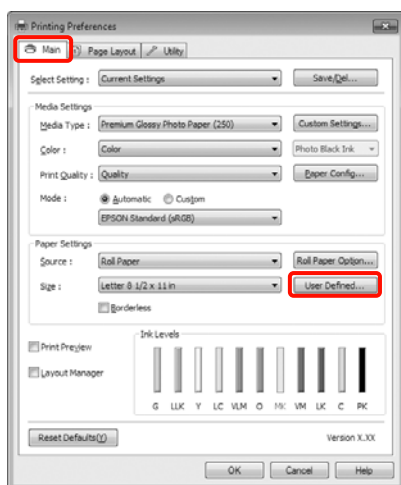 Printing Preferences
Main Page Layout Utility
Select Setting : Current Settings Save/Del...
Media Settings
Media Type : Premium Glossy Photo Paper (250) Custom Settings...
Color : Color Photo Black Ink
Print Quality : Quality Paper Config...
Mode : Automatic Custom
EPSON Standard (sRGB)
Paper Settings
Source : Roll Paper Roll Paper Option...
Size : Letter 8 1/2 x 11 in User Defined...
Borderless
Ink Levels
Print Preview
Layout Manager
G LLK Y LC VLM O MK VM LK C PK
Reset Defaults(Y) Version X.XX
OK Cancel Help